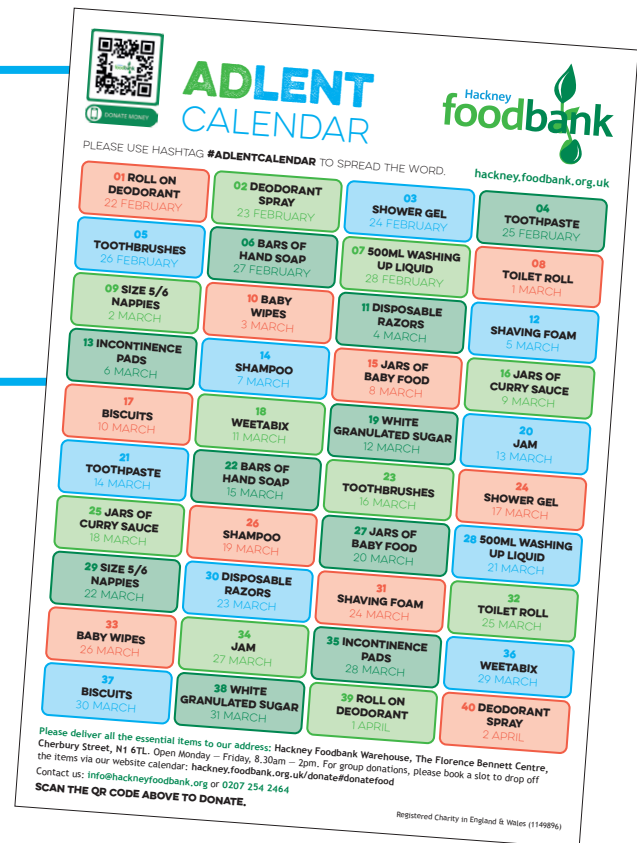 DONATE MONEY
ADLENT
CALENDAR
Hackney
foodbank
PLEASE USE HASHTAG #ADLENTCALENDAR TO SPREAD THE WORD.
hackney.foodbank.org.uk
01 ROLL ON
DEODORANT
22 FEBRUARY
02 DEODORANT
SPRAY
23 FEBRUARY
03
SHOWER GEL
24 FEBRUARY
04
TOOTHPASTE
25 FEBRUARY
05
TOOTHBRUSHES
26 FEBRUARY
06 BARS OF
HAND SOAP
27 FEBRUARY
07 500ML WASHING
UP LIQUID
28 FEBRUARY
08
TOILET ROLL
1 MARCH
09 SIZE 5/6
NAPPIES
2 MARCH
10 BABY
WIPES
3 MARCH
11 DISPOSABLE
RAZORS
4 MARCH
12
SHAVING FOAM
5 MARCH
13 INCONTINENCE
PADS
6 MARCH
14
SHAMPOO
7 MARCH
15 JARS OF
BABY FOOD
8 MARCH
16 JARS OF
CURRY SAUCE
9 MARCH
17
BISCUITS
10 MARCH
18
WEETABIX
11 MARCH
19 WHITE
GRANULATED SUGAR
12 MARCH
20
JAM
13 MARCH
21
TOOTHPASTE
14 MARCH
22 BARS OF
HAND SOAP
15 MARCH
23
TOOTHBRUSHES
16 MARCH
24
SHOWER GEL
17 MARCH
25 JARS OF
CURRY SAUCE
18 MARCH
26
SHAMPOO
19 MARCH
27 JARS OF
BABY FOOD
20 MARCH
28 500ML WASHING
UP LIQUID
21 MARCH
29 SIZE 5/6
NAPPIES
22 MARCH
30 DISPOSABLE
RAZORS
23 MARCH
31
SHAVING FOAM
24 MARCH
32
TOILET ROLL
25 MARCH
33
BABY WIPES
26 MARCH
34
JAM
27 MARCH
35 INCONTINENCE
PADS
28 MARCH
36
WEETABIX
29 MARCH
37
BISCUITS
30 MARCH
38 WHITE
GRANULATED SUGAR
31 MARCH
39 ROLL ON
DEODORANT
1 APRIL
40 DEODORANT
SPRAY
2 APRIL
Please deliver all the essential items to our address: Hackney Foodbank Warehouse, The Florence Bennett Centre,
Cherbury Street, N1 6TL. Open Monday – Friday, 8.30am – 2pm. For group donations, please book a slot to drop off
the items via our website calendar: hackney.foodbank.org.uk/donate#donatefood
Contact us: info@hackneyfoodbank.org or 0207 254 2464
SCAN THE QR CODE ABOVE TO DONATE.
Registered Charity in England & Wales (1149896)